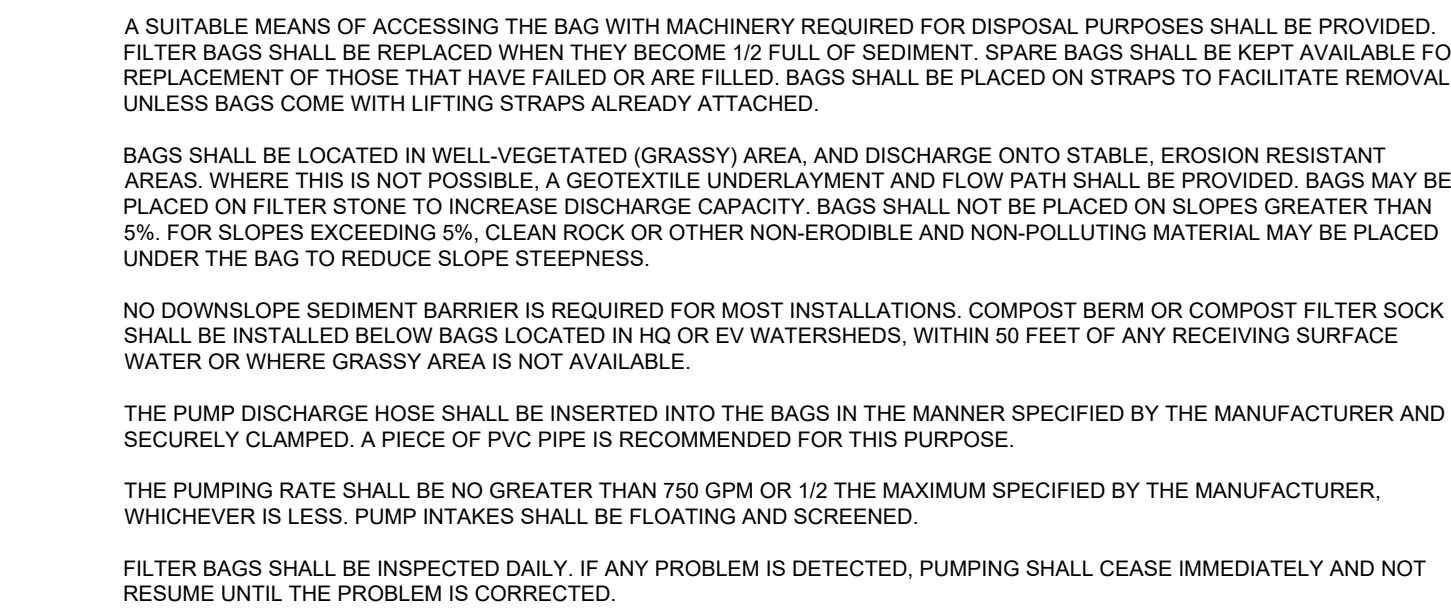 A SUITABLE MEANS OF ACCESSING THE BAG WITH MACHINERY REQUIRED FOR DISPOSAL PURPOSES SHALL BE PROVIDED.
FILTER BAGS SHALL BE REPLACED WHEN THEY BECOME 1/2 FULL OF SEDIMENT. SPARE BAGS SHALL BE KEPT AVAILABLE FO
REPLACEMENT OF THOSE THAT HAVE FAILED OR ARE FILLED. BAGS SHALL BE PLACED ON STRAPS TO FACILITATE REMOVAL
UNLESS BAGS COME WITH LIFTING STRAPS ALREADY ATTACHED.
BAGS SHALL BE LOCATED IN WELL-VEGETATED (GRASSY) AREA, AND DISCHARGE ONTO STABLE, EROSION RESISTANT
AREAS. WHERE THIS IS NOT POSSIBLE, A GEOTEXTILE UNDERLAYMENT AND FLOW PATH SHALL BE PROVIDED. BAGS MAY BE
PLACED ON FILTER STONE TO INCREASE DISCHARGE CAPACITY. BAGS SHALL NOT BE PLACED ON SLOPES GREATER THAN
5%. FOR SLOPES EXCEEDING 5%, CLEAN ROCK OR OTHER NON-ERODIBLE AND NON-POLLUTING MATERIAL MAY BE PLACED
UNDER THE BAG TO REDUCE SLOPE STEEPNESS.
NO DOWNSLOPE SEDIMENT BARRIER IS REQUIRED FOR MOST INSTALLATIONS. COMPOST BERM OR COMPOST FILTER SOCK
SHALL BE INSTALLED BELOW BAGS LOCATED IN HQ OR EV WATERSHEDS, WITHIN 50 FEET OF ANY RECEIVING SURFACE
WATER OR WHERE GRASSY AREA IS NOT AVAILABLE.
THE PUMP DISCHARGE HOSE SHALL BE INSERTED INTO THE BAGS IN THE MANNER SPECIFIED BY THE MANUFACTURER AND
SECURELY CLAMPED. A PIECE OF PVC PIPE IS RECOMMENDED FOR THIS PURPOSE.
THE PUMPING RATE SHALL BE NO GREATER THAN 750 GPM OR 1/2 THE MAXIMUM SPECIFIED BY THE MANUFACTURER,
WHICHEVER IS LESS. PUMP INTAKES SHALL BE FLOATING AND SCREENED.
FILTER BAGS SHALL BE INSPECTED DAILY. IF ANY PROBLEM IS DETECTED, PUMPING SHALL CEASE IMMEDIATELY AND NOT
RESUME UNTIL THE PROBLEM IS CORRECTED.